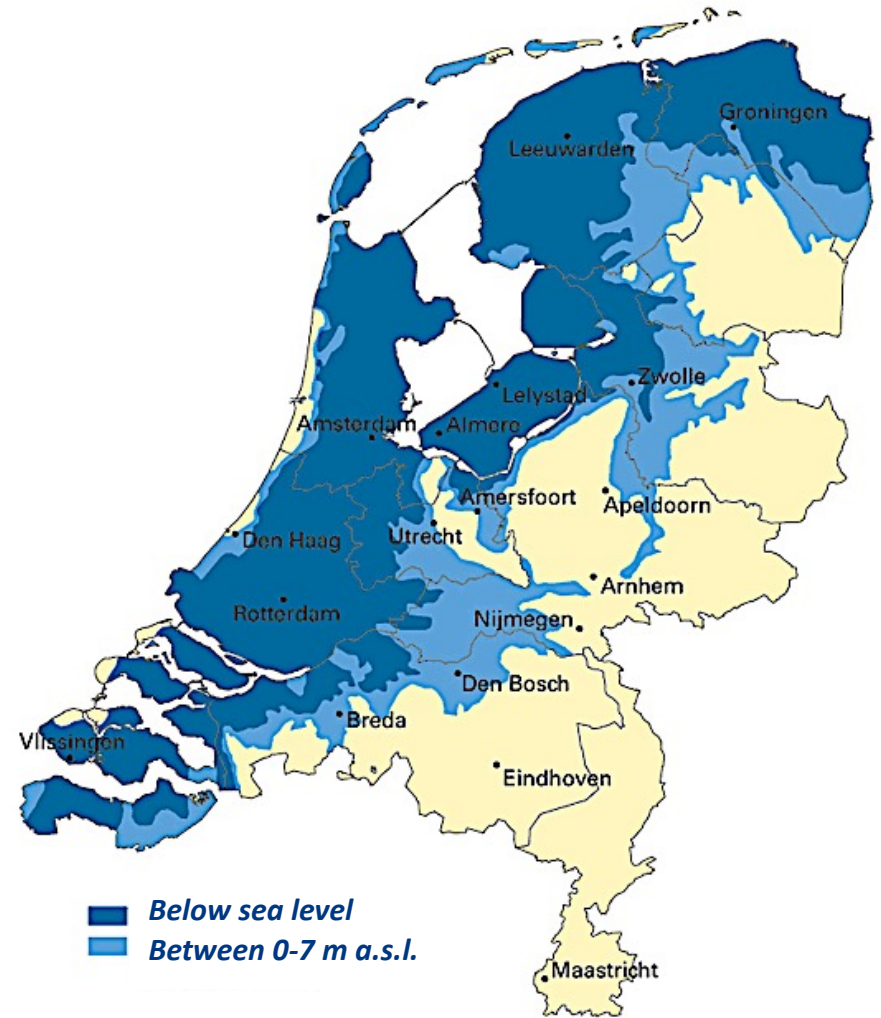 Groningen
Leeuwarden
Zwolle
Lelystad
Amsterdam
Almere
Amersfoort
Apeldoorn
Den Haag
Utrecht
Arnhem
Rotterdam
Nijmegen
Den Bosch
Breda
Vlissingen
Eindhoven
Below sea level
Between 0-7 m a.s.l.
Maastricht